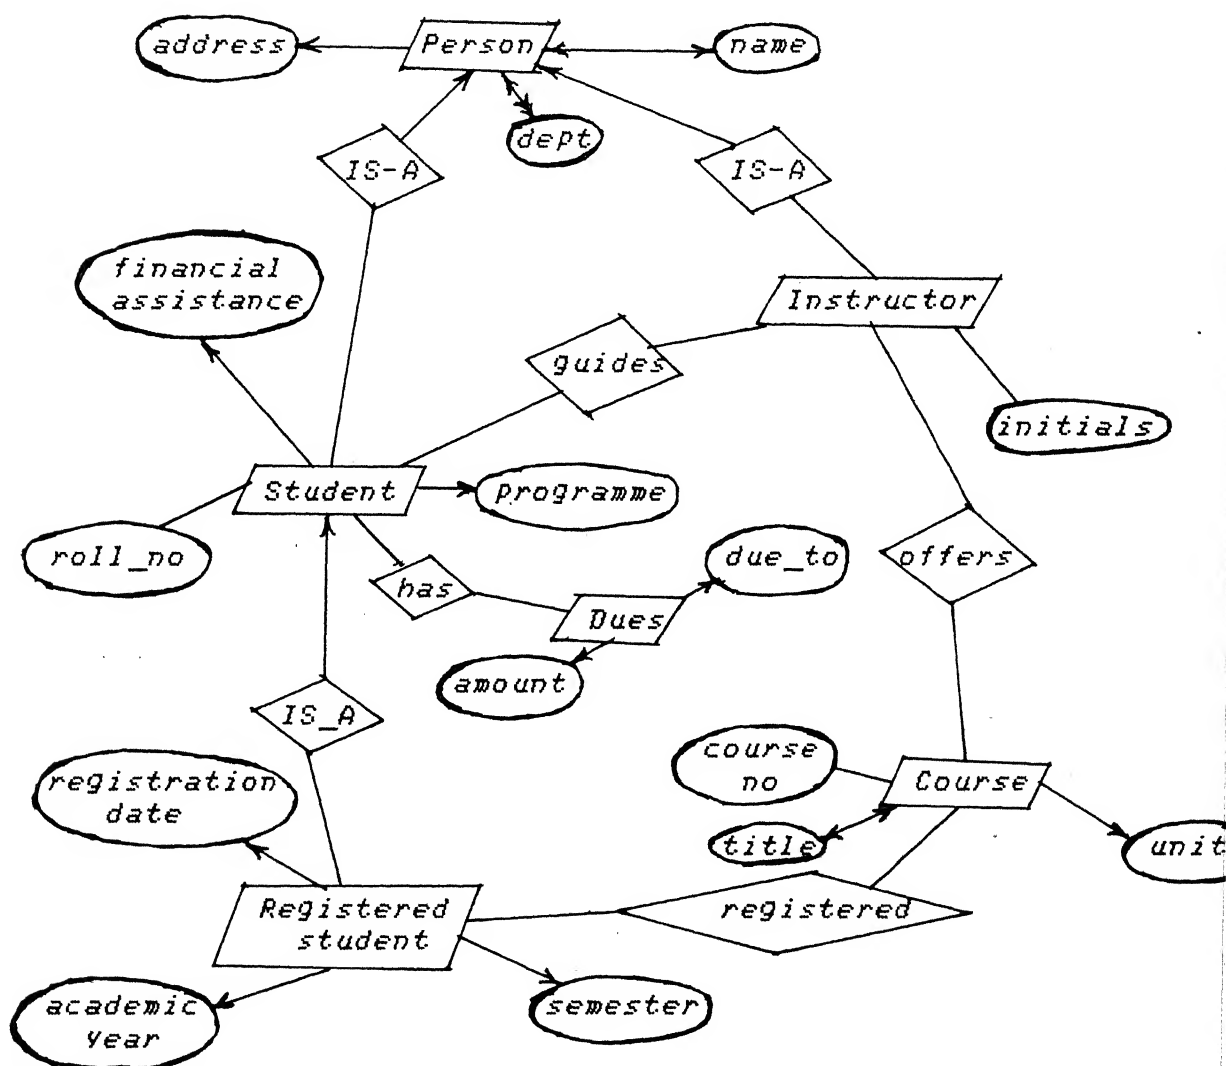 address
Person
name
dept
IS-A
IS-A
financial
assistance
Instructor
guides
initials
Student
programme
roll_no
due_to
offers
has
Dues
amount
IS_A
course
no
Course
registration
date
title
unit
Registered
student
registered
academic
year
semester